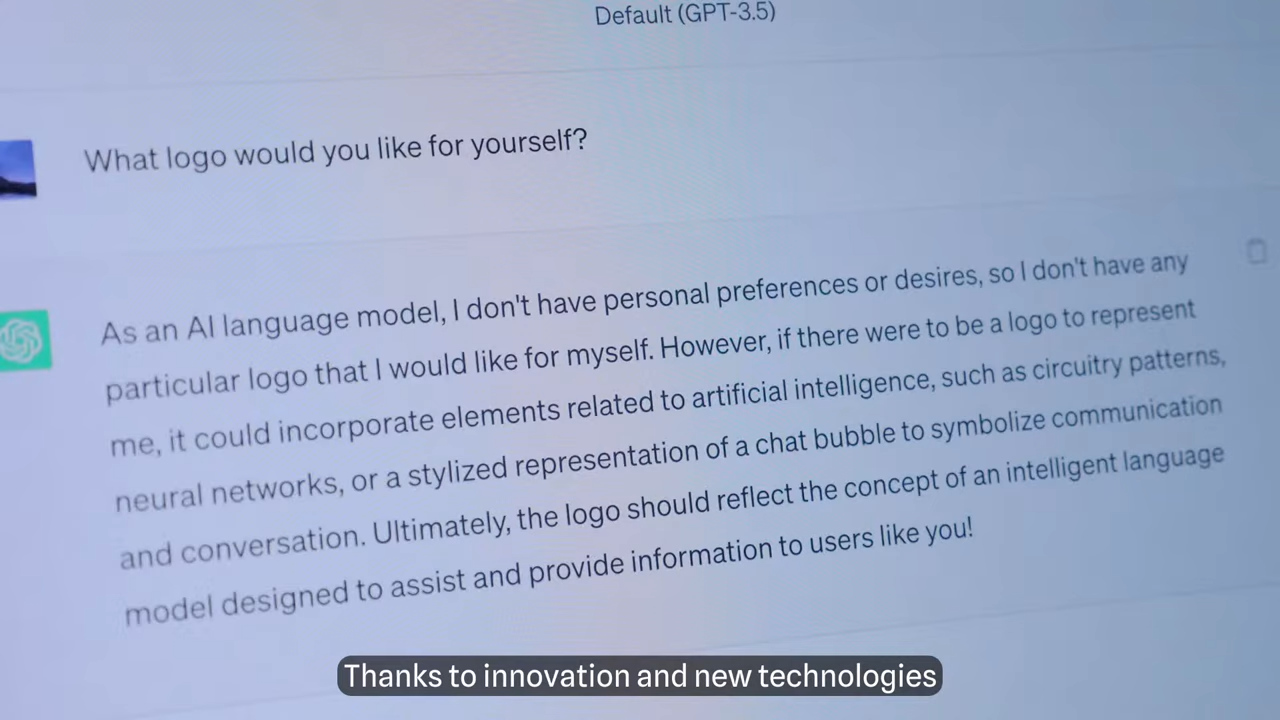 Default (GPT-3.5)
What logo would you like for yourself?
As an AI language model, I don't have personal preferences or desires, so I don't have any
particular logo that I would like for myself. However, if there were to be a logo to represent
me, it could incorporate elements related to artificial intelligence, such as circuitry patterns,
neural networks, or a stylized representation of a chat bubble to symbolize communication
and conversation. Ultimately, the logo should reflect the concept of an intelligent language
model designed to assist and provide information to users like you!
Thanks to innovation and new technologies